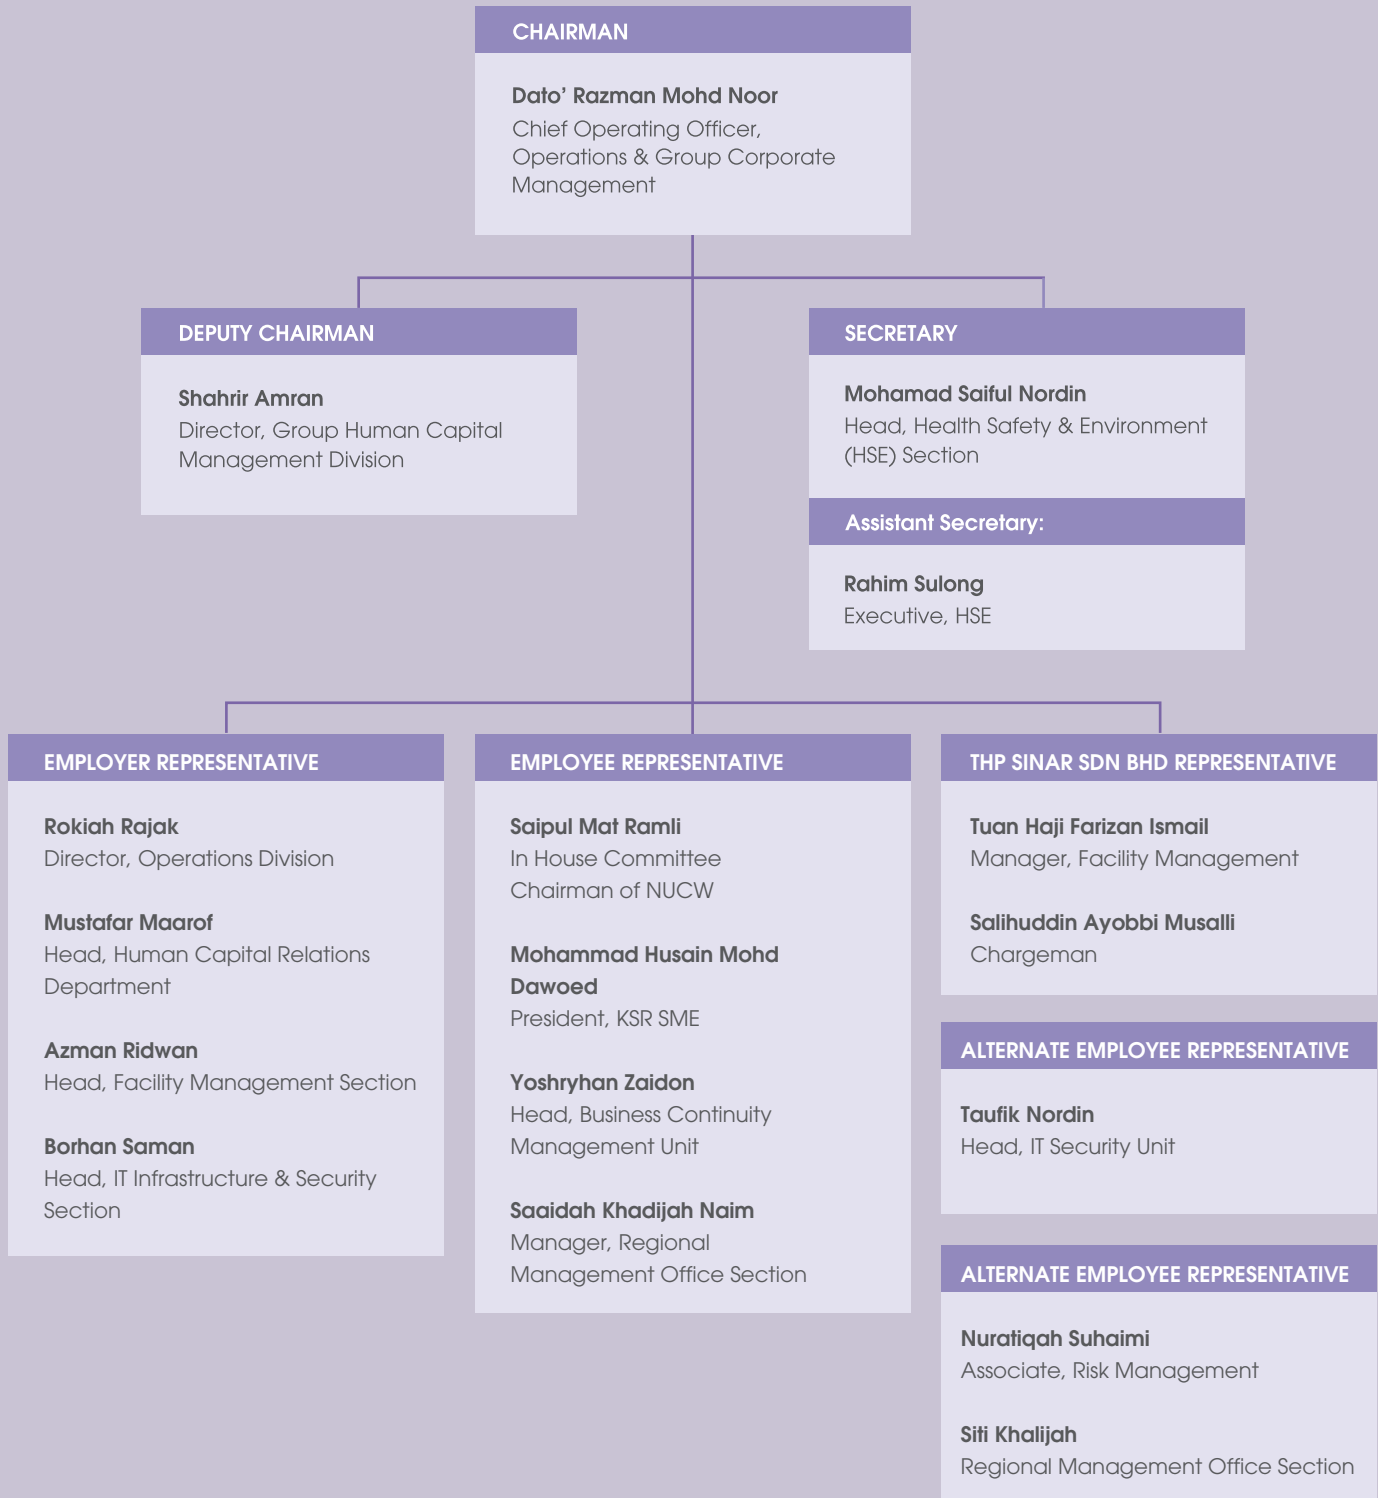 CHAIRMAN
Dato’ Razman Mohd Noor
Chief Operating Officer,
Operations & Group Corporate
Management
DEPUTY CHAIRMAN
Shahrir Amran
Director, Group Human Capital
Management Division
SECRETARY
Mohamad Saiful Nordin
Head, Health Safety & Environment
(HSE) Section
Assistant Secretary:
Rahim Sulong
Executive, HSE
EMPLOYER REPRESENTATIVE
Rokiah Rajak
Director, Operations Division
Mustafar Maarof
Head, Human Capital Relations
Department
Azman Ridwan
Head, Facility Management Section
Borhan Saman
Head, IT Infrastructure & Security
Section
EMPLOYEE REPRESENTATIVE
Saipul Mat Ramli
In House Committee
Chairman of NUCW
Mohammad Husain Mohd
Dawoed
President, KSR SME
Yoshryhan Zaidon
Head, Business Continuity
Management Unit
Saaidah Khadijah Naim
Manager, Regional
Management Office Section
THP SINAR SDN BHD REPRESENTATIVE
Tuan Haji Farizan Ismail
Manager, Facility Management
Salihuddin Ayobbi Musalli
Chargeman
ALTERNATE EMPLOYEE REPRESENTATIVE
Taufik Nordin
Head, IT Security Unit
ALTERNATE EMPLOYEE REPRESENTATIVE
Nuratiqah Suhaimi
Associate, Risk Management
Siti Khalijah
Regional Management Office Section